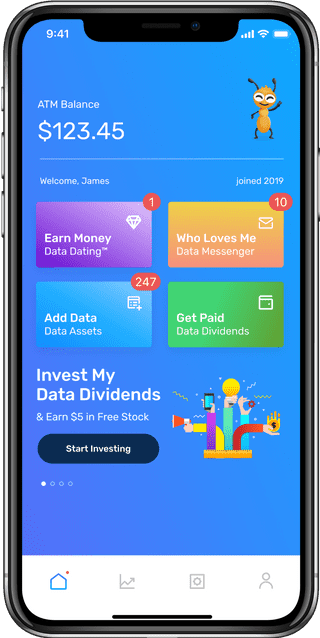 9:41
ATM Balance
$123.45
Welcome, James
joined 2019
1
Earn Money
Data Dating™
10
Who Loves Me
Data Messenger
247
Add Data
Data Assets
Get Paid
Data Dividends
Invest My
Data Dividends
& Earn $5 in Free Stock
Start Investing
$